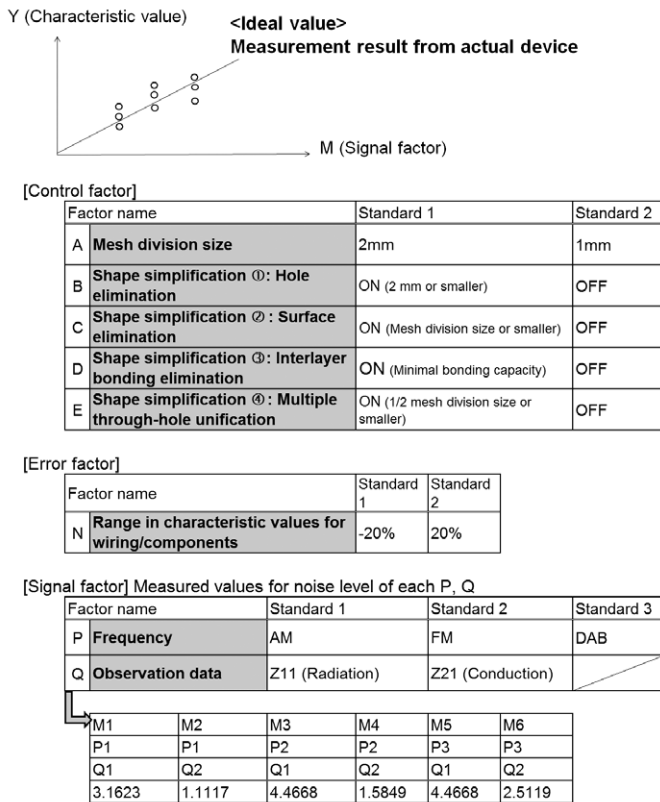 Y (Characteristic value)
<Ideal value>
Measurement result from actual device
M (Signal factor)
[Control factor]
Factor name Standard 1 Standard 2
A Mesh division size 2mm 1mm
B Shape simplification ①: Hole elimination ON (2 mm or smaller) OFF
C Shape simplification ②: Surface elimination ON (Mesh division size or smaller) OFF
D Shape simplification ③: Interlayer bonding elimination ON (Minimal bonding capacity) OFF
E Shape simplification ④: Multiple through-hole unification ON (1/2 mesh division size or smaller) OFF
[Error factor]
Factor name Standard 1 Standard 2
N Range in characteristic values for wiring/components -20% 20%
[Signal factor] Measured values for noise level of each P, Q
Factor name Standard 1 Standard 2 Standard 3
P Frequency AM FM DAB
Q Observation data Z11 (Radiation) Z21 (Conduction)
M1 M2 M3 M4 M5 M6
P1 P1 P2 P2 P3 P3
Q1 Q2 Q1 Q2 Q1 Q2
3.1623 1.1117 4.4668 1.5849 4.4668 2.5119